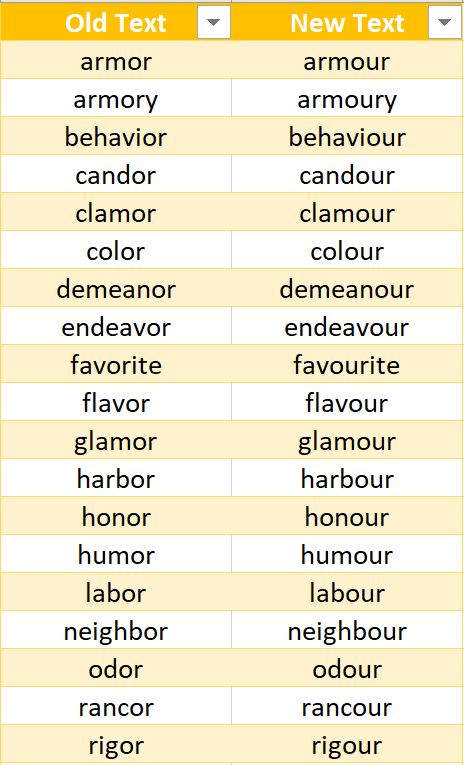 Old Text New Text
armor armour
armory armoury
behavior behaviour
candor candour
clamor clamour
color colour
demeanor demeanour
endeavor endeavour
favorite favourite
flavor flavour
glamor glamour
harbor harbour
honor honour
humor humour
labor labour
neighbor neighbour
odor odour
rancor rancour
rigor rigour